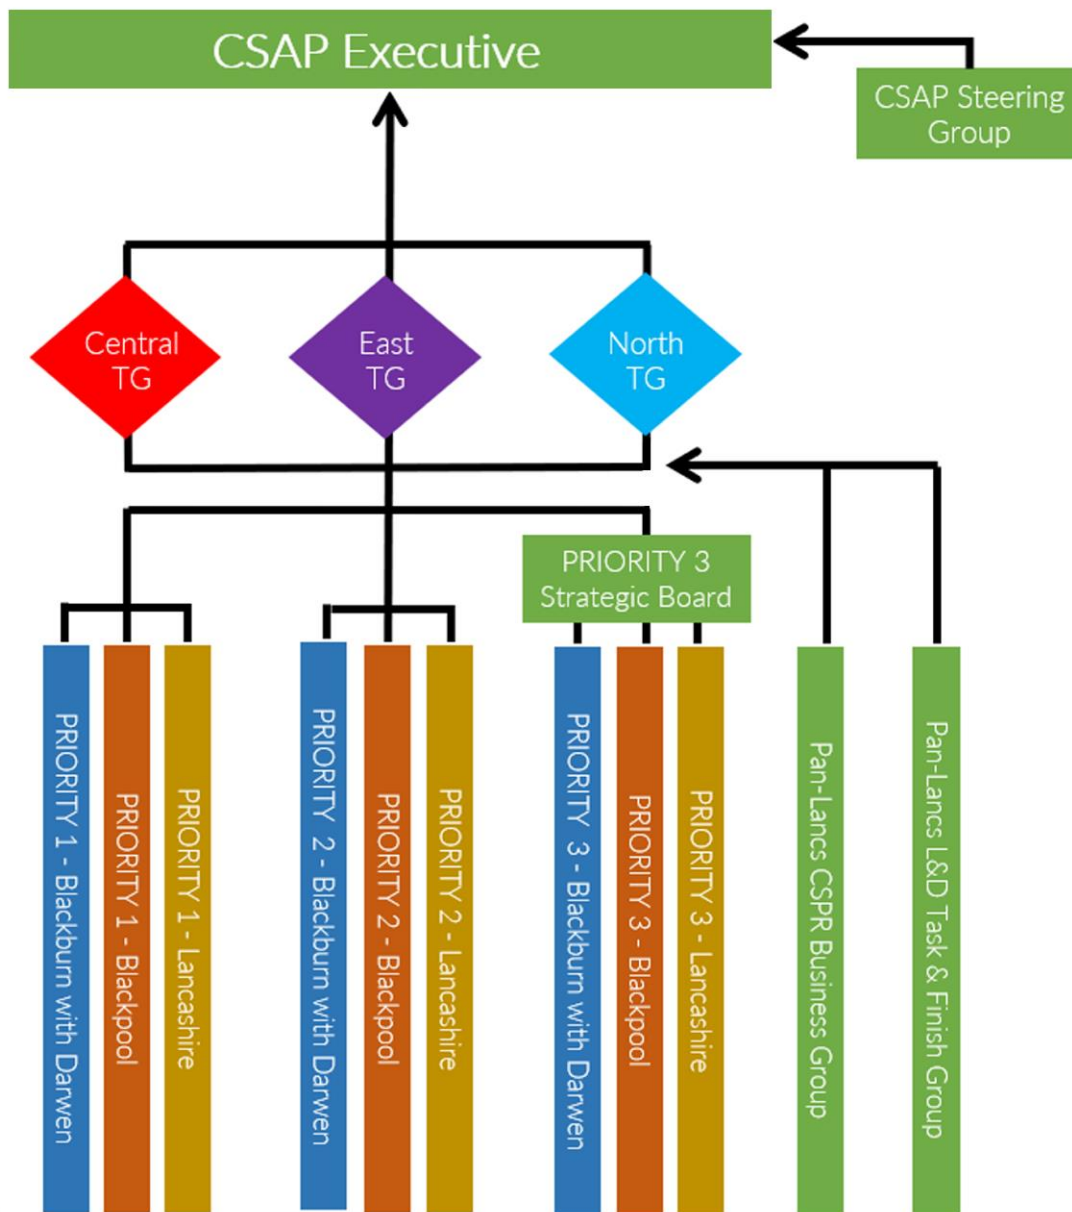 CSAP Executive
CSAP Steering
Group
Central
TG
East
TG
North
TG
PRIORITY 3
Strategic Board
PRIORITY 1 - Blackburn with Darwen
PRIORITY 1 - Blackpool
PRIORITY 1 - Lancashire
PRIORITY 2 - Blackburn with Darwen
PRIORITY 2 - Blackpool
PRIORITY 2 - Lancashire
PRIORITY 3 - Blackburn with Darwen
PRIORITY 3 - Blackpool
PRIORITY 3 - Lancashire
Pan-Lancs CSPR Business Group
Pan-Lancs L&D Task & Finish Group